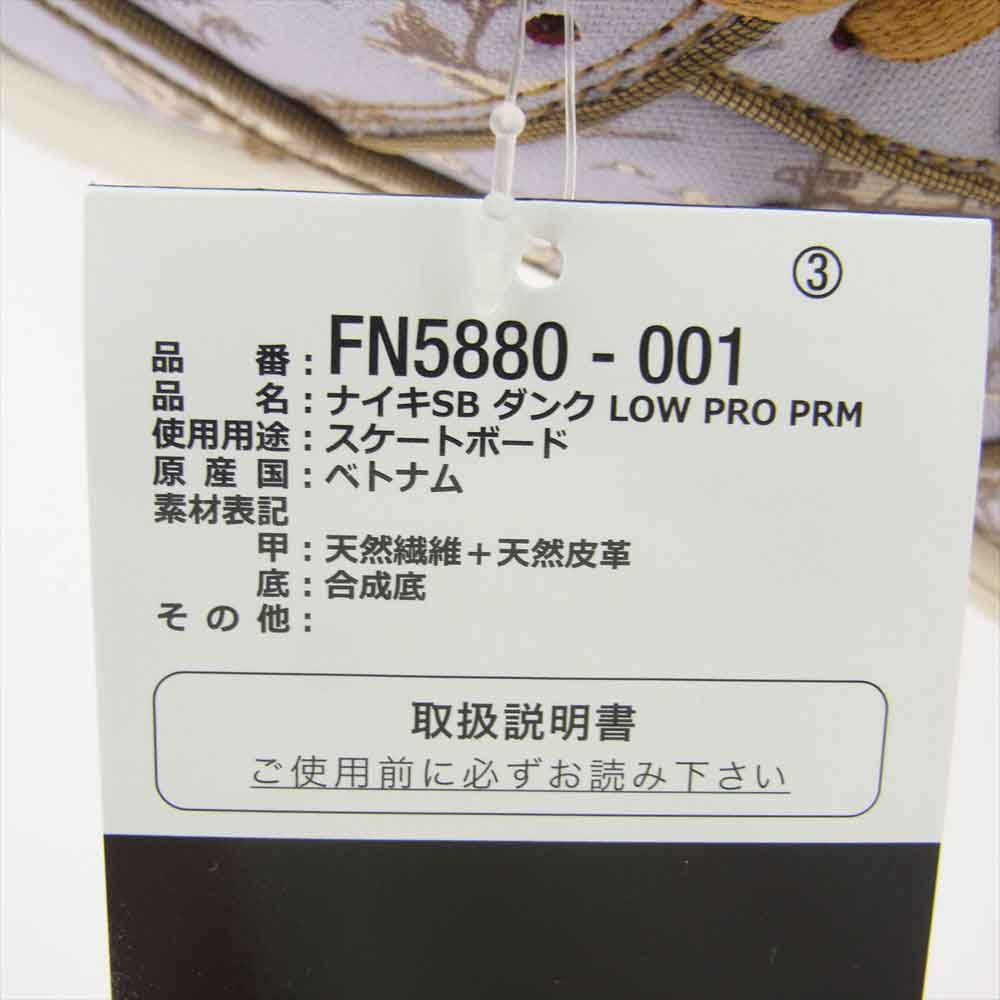 ③
品番：FN5880 - 001
品名：ナイキSB ダンク LOW PRO PRM
使用用途：スケートボード
原産国：ベトナム
素材表記
甲：天然繊維＋天然皮革
底：合成底
その他：
取扱説明書
ご使用前に必ずお読み下さい